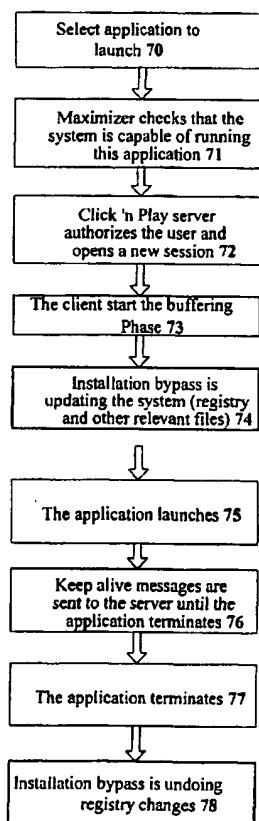 Select application to
launch 70
Maximizer checks that the
system is capable of running
this application 71
Click 'n Play server
authorizes the user and
opens a new session 72
The client start the buffering
Phase 73
Installation bypass is
updating the system (registry
and other relevant files) 74
The application launches 75
Keep alive messages are
sent to the server until the
application terminates 76
The application terminates 77
Installation bypass is undoing
registry changes 78